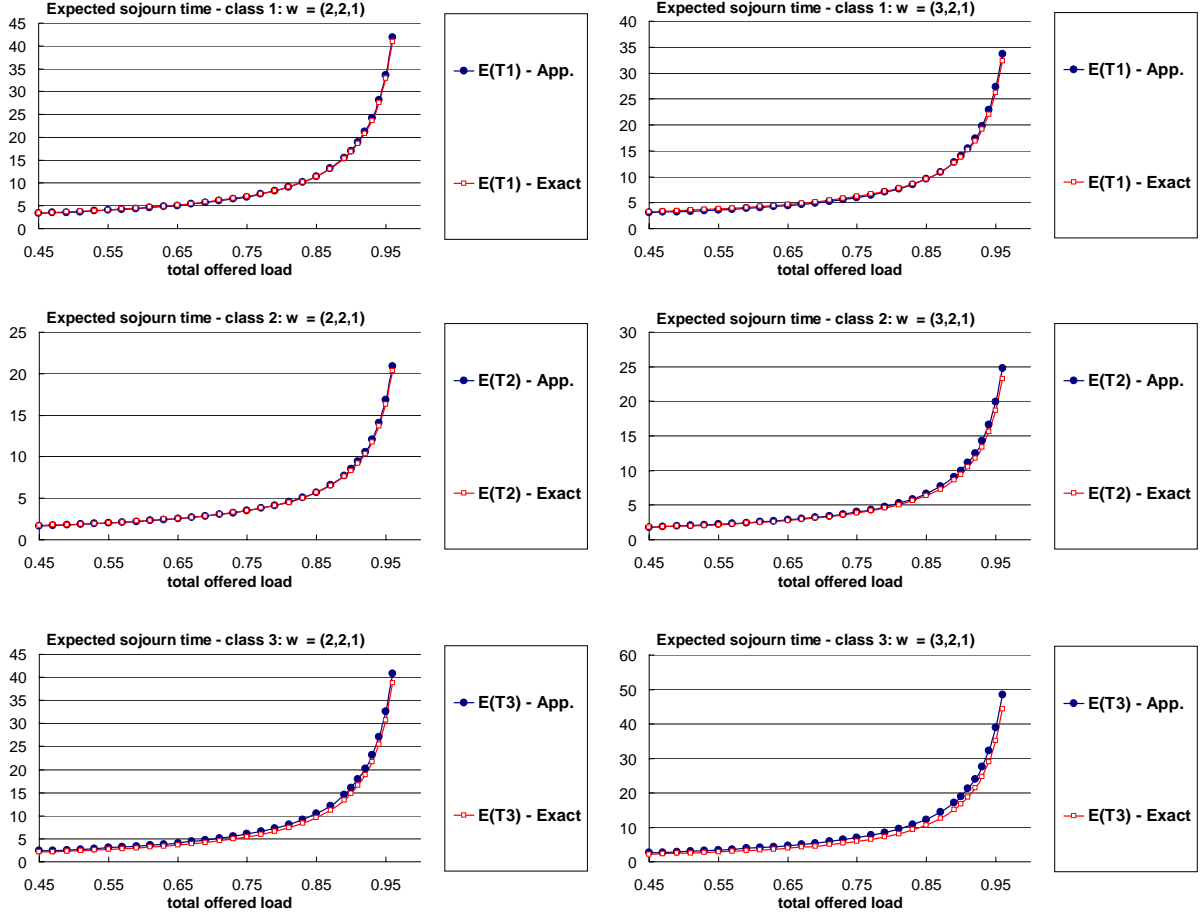 Expected sojourn time - class 1: w = (2,2,1)
45
40
35
30
25
20
15
10
5
0
0.45 0.55 0.65 0.75 0.85 0.95
total offered load
E(T1) - App.
E(T1) - Exact
Expected sojourn time - class 1: w = (3,2,1)
40
35
30
25
20
15
10
5
0
0.45 0.55 0.65 0.75 0.85 0.95
total offered load
E(T1) - App.
E(T1) - Exact
Expected sojourn time - class 2: w = (2,2,1)
25
20
15
10
5
0
0.45 0.55 0.65 0.75 0.85 0.95
total offered load
E(T2) - App.
E(T2) - Exact
Expected sojourn time - class 2: w = (3,2,1)
30
25
20
15
10
5
0
0.45 0.55 0.65 0.75 0.85 0.95
total offered load
E(T2) - App.
E(T2) - Exact
Expected sojourn time - class 3: w = (2,2,1)
45
40
35
30
25
20
15
10
5
0
0.45 0.55 0.65 0.75 0.85 0.95
total offered load
E(T3) - App.
E(T3) - Exact
Expected sojourn time - class 3: w = (3,2,1)
60
50
40
30
20
10
0
0.45 0.55 0.65 0.75 0.85 0.95
total offered load
E(T3) - App.
E(T3) - Exact